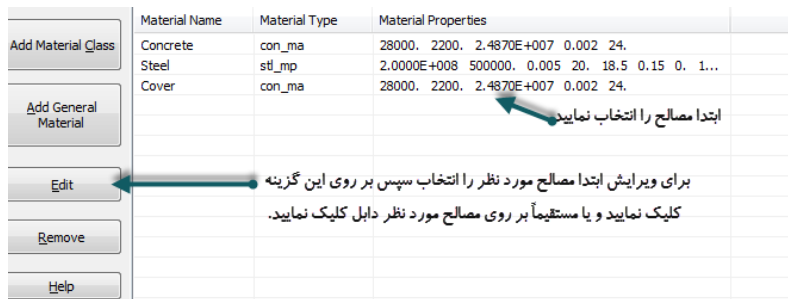 Material Name Material Type Material Properties
Add Material Class
Concrete con_ma 28000. 2200. 2.4870E+007 0.002 24.
Steel stl_mp 2.0000E+008 500000. 0.005 20. 18.5 0.15 0. 1...
Cover con_ma 28000. 2200. 2.4870E+007 0.002 24.
Add General
Material
ابتدا مصالح را انتخاب نمایید
Edit
برای ویرایش ابتدا مصالح مورد نظر را انتخاب سپس بر روی این گزینه
کلیک نمایید و یا مستقیماً بر روی مصالح مورد نظر دابل کلیک نمایید.
Remove
Help